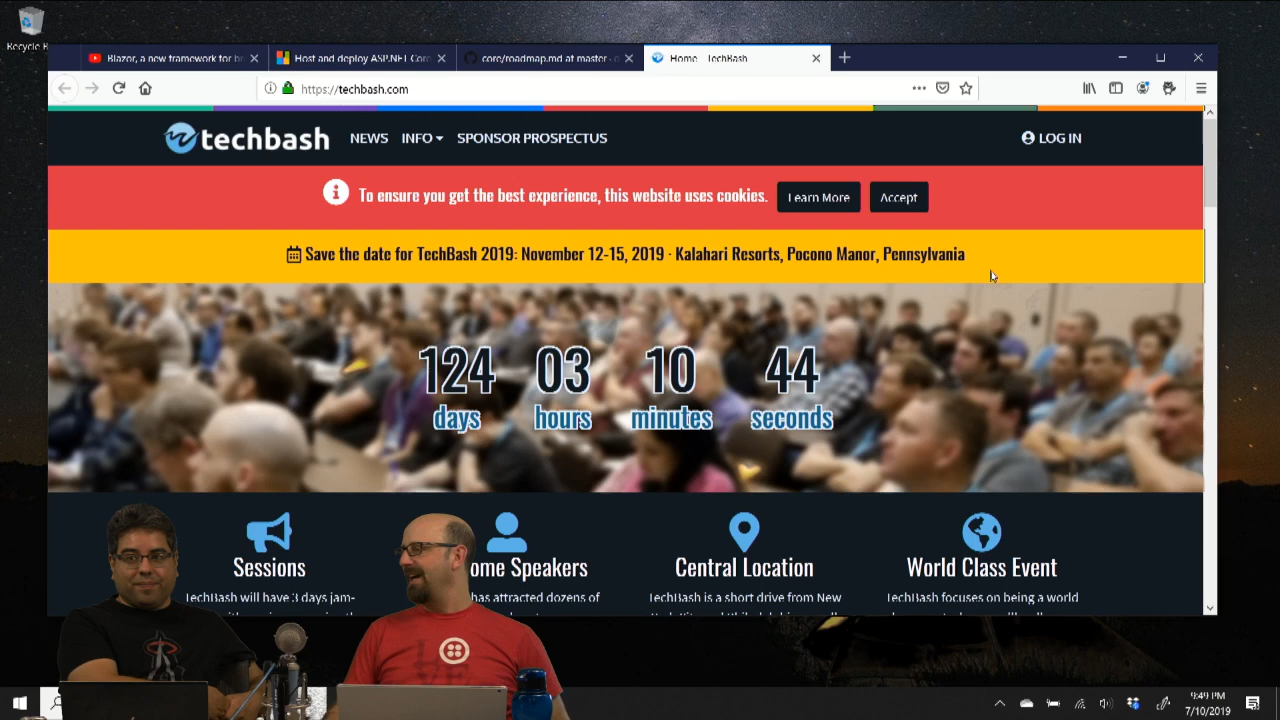 Recycle
Blazor, a new framework for br
Host and deploy ASP.NET Core
core/roadmap.md at master · 
Home - TechBash
https://techbash.com
techbash
NEWS
INFO
SPONSOR PROSPECTUS
LOG IN
To ensure you get the best experience, this website uses cookies.
Learn More
Accept
Save the date for TechBash 2019: November 12-15, 2019 · Kalahari Resorts, Pocono Manor, Pennsylvania
124
03
10
44
days
hours
minutes
seconds
Sessions
ome Speakers
Central Location
World Class Event
TechBash will have 3 days jam-
has attracted dozens of
TechBash is a short drive from New
TechBash focuses on being a world
9:49 PM
7/10/2019